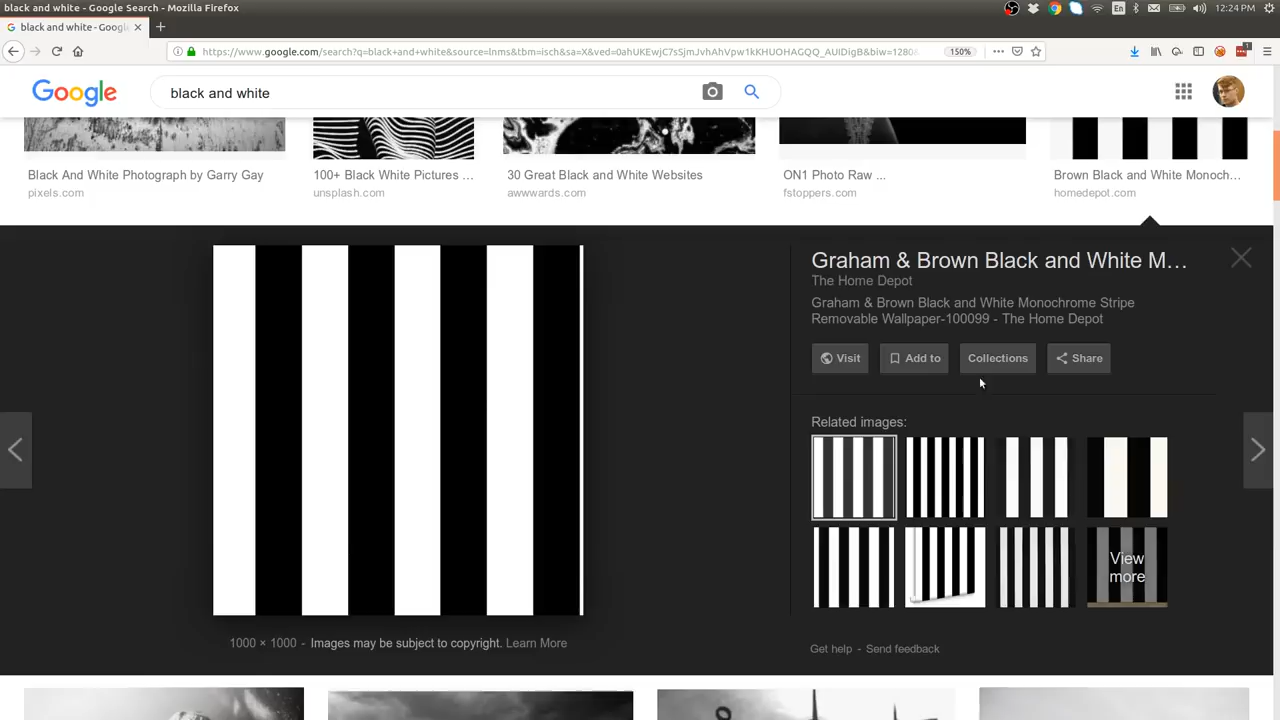 black and white - Google Search - Mozilla Firefox
En
12:24 PM
black and white - Googl
https://www.google.com/search?q=black+and+white&source=lnms&tbm=isch&sa=X&ved=0ahUKEwjC7sSjmJvhAhVpw1kKHUOHAGQQ_AUIDigB&biw=1280
150%
1
Google
black and white
Black And White Photograph by Garry Gay
pixels.com
100+ Black White Pictures ...
unsplash.com
30 Great Black and White Websites
awwwards.com
ON1 Photo Raw ...
fstoppers.com
Brown Black and White Monoch...
homedepot.com
Graham & Brown Black and White M...
The Home Depot
Graham & Brown Black and White Monochrome Stripe
Removable Wallpaper-100099 - The Home Depot
Visit
Add to
Collections
Share
Related images:
View
more
1000 × 1000 - Images may be subject to copyright. Learn More
Get help - Send feedback